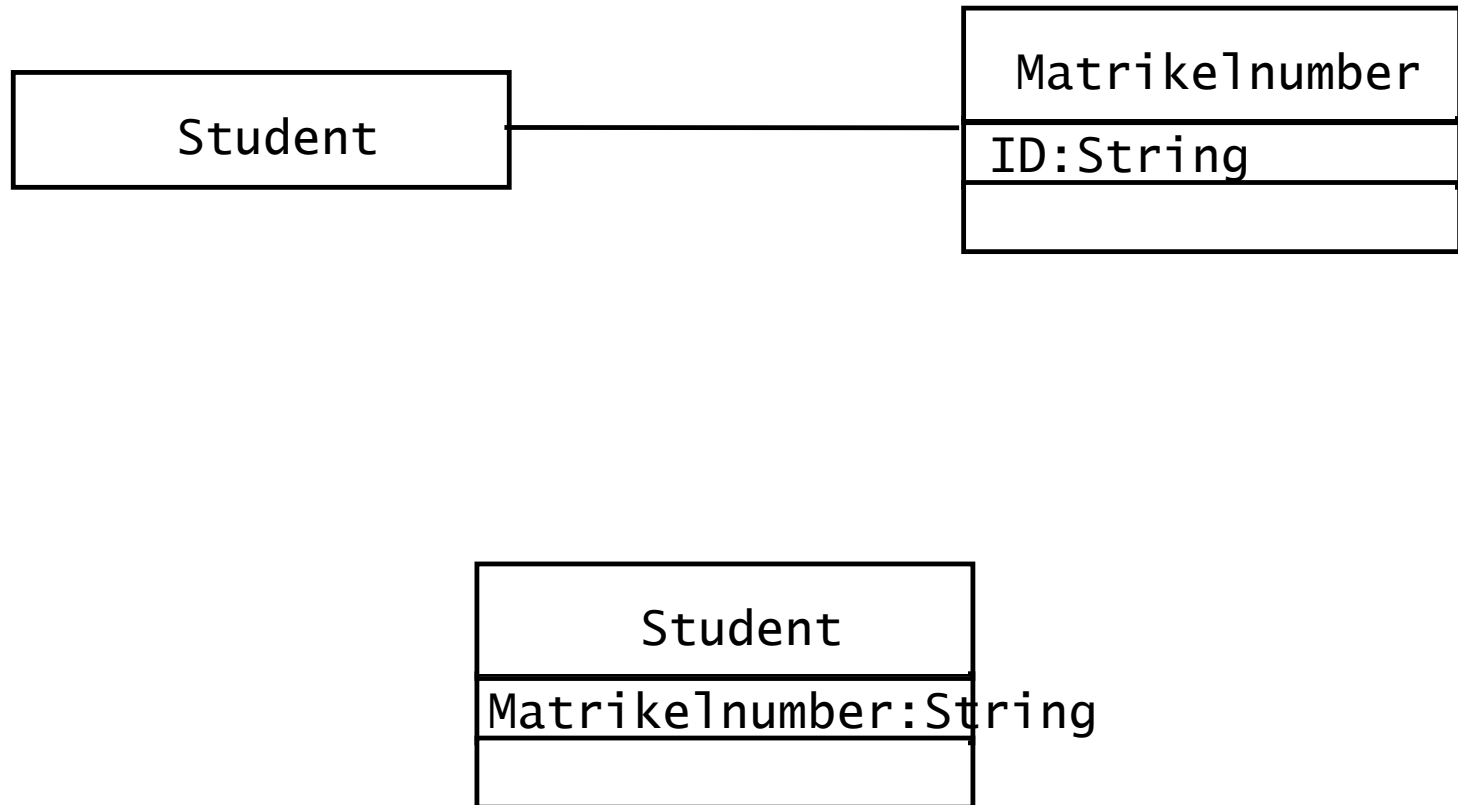 Matrikelnumber
Student
ID:String
Student
Matrikelnumber:String